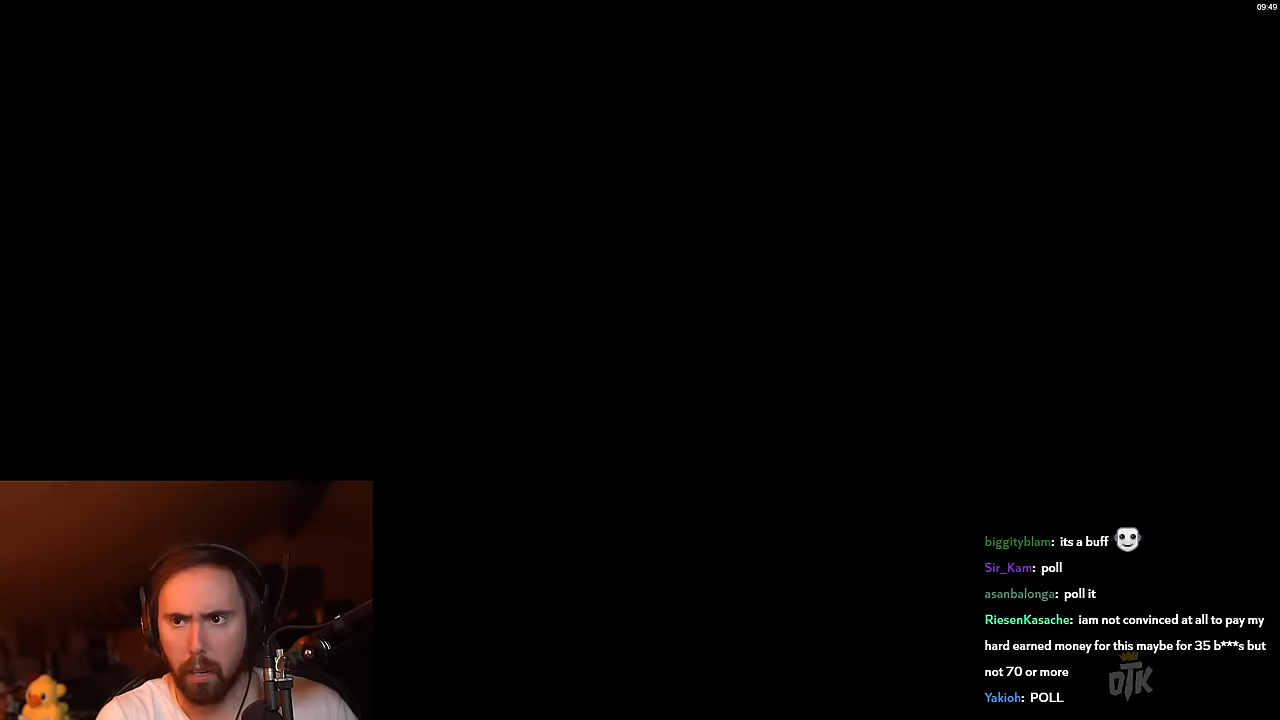 09:49
biggityblam: its a buff
Sir_Kam: poll
asanbalonga: poll it
RiesenKasache: iam not convinced at all to pay my
hard earned money for this maybe for 35 b***s but
not 70 or more
OTK
Yakioh: POLL